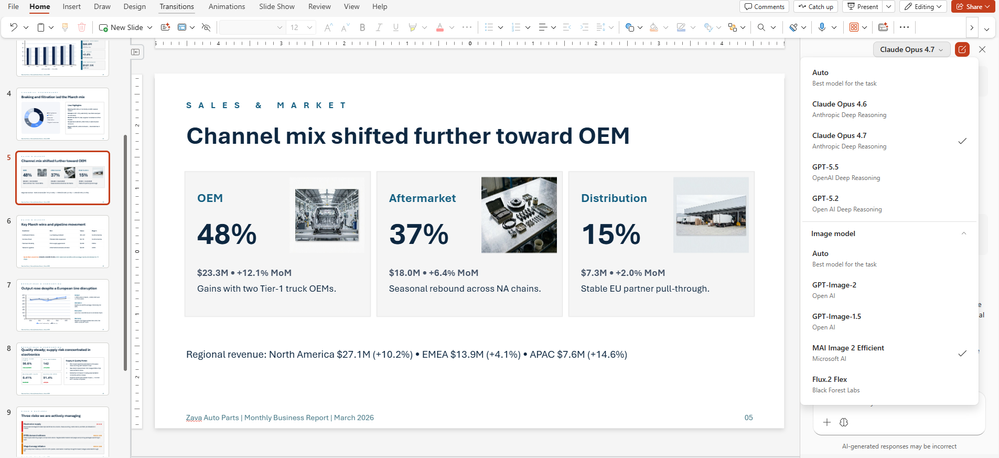 File Home Insert Draw Design Transitions Animations Slide Show Review View Help
Comments Catch up Present Editing Share
New Slide
12
Claude Opus 4.7
4
5
6
7
8
9
Channel mix shifted further toward OEM
48%
37%
15%
Key March wins and pipeline movement
Output rose despite a European line disruption
Three risks we are actively managing
SALES & MARKET
Channel mix shifted further toward OEM
OEM
48%
$23.3M • +12.1% MoM
Gains with two Tier-1 truck OEMs.
Aftermarket
37%
$18.0M • +6.4% MoM
Seasonal rebound across NA chains.
Distribution
15%
$7.3M • +2.0% MoM
Stable EU partner pull-through.
Regional revenue: North America $27.1M (+10.2%) • EMEA $13.9M (+4.1%) • APAC $7.6M (+14.6%)
Zava Auto Parts | Monthly Business Report | March 2026
05
Auto
Best model for the task
Claude Opus 4.6
Anthropic Deep Reasoning
Claude Opus 4.7
Anthropic Deep Reasoning
GPT-5.5
OpenAI Deep Reasoning
GPT-5.2
Open AI Deep Reasoning
Image model
Auto
Best model for the task
GPT-Image-2
Open AI
GPT-Image-1.5
Open AI
MAI Image 2 Efficient
Microsoft AI
Flux.2 Flex
Black Forest Labs
AI-generated responses may be incorrect